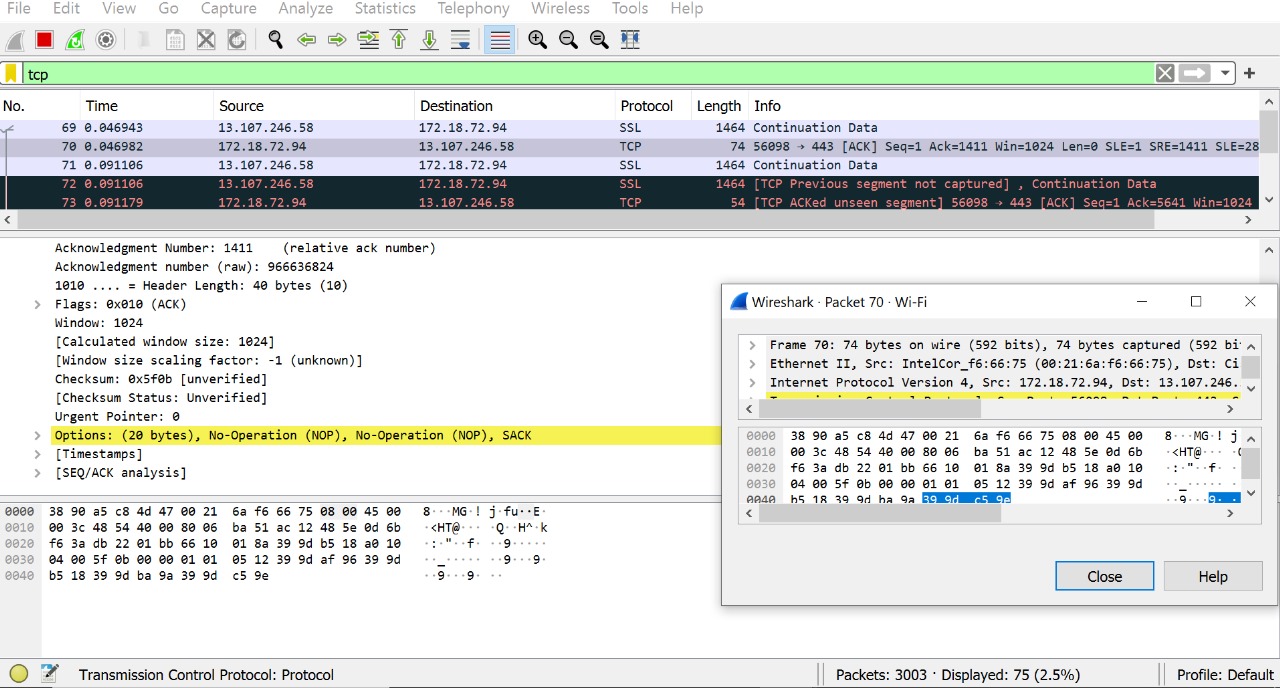 File Edit View Go Capture Analyze Statistics Telephony Wireless Tools Help
tcp
No. Time Source Destination Protocol Length Info
69 0.046943 13.107.246.58 172.18.72.94 SSL 1464 Continuation Data
70 0.046982 172.18.72.94 13.107.246.58 TCP 74 56098 → 443 [ACK] Seq=1 Ack=1411 Win=1024 Len=0 SLE=1 SRE=1411 SLE=28
71 0.091106 13.107.246.58 172.18.72.94 SSL 1464 Continuation Data
72 0.091106 13.107.246.58 172.18.72.94 SSL 1464 [TCP Previous segment not captured] , Continuation Data
73 0.091179 172.18.72.94 13.107.246.58 TCP 54 [TCP ACKed unseen segment] 56098 → 443 [ACK] Seq=1 Ack=5641 Win=1024
Acknowledgment Number: 1411 (relative ack number)
Acknowledgment number (raw): 966636824
1010 .... = Header Length: 40 bytes (10)
Flags: 0x010 (ACK)
Window: 1024
[Calculated window size: 1024]
[Window size scaling factor: -1 (unknown)]
Checksum: 0x5f0b [unverified]
[Checksum Status: Unverified]
Urgent Pointer: 0
Options: (20 bytes), No-Operation (NOP), No-Operation (NOP), SACK
[Timestamps]
[SEQ/ACK analysis]
0000 38 90 a5 c8 4d 47 00 21 6a f6 66 75 08 00 45 00 8···MG·! j·fu··E·
0010 00 3c 48 54 40 00 80 06 ba 51 ac 12 48 5e 0d 6b ·<HT@··· ·Q··H^·k
0020 f6 3a db 22 01 bb 66 10 01 8a 39 9d b5 18 a0 10 ·:·"··f· ··9·····
0030 04 00 5f 0b 00 00 01 01 05 12 39 9d af 96 39 9d ··_····· ··9···9·
0040 b5 18 39 9d ba 9a 39 9d c5 9e ··9···9· ··
Wireshark · Packet 70 · Wi-Fi
Frame 70: 74 bytes on wire (592 bits), 74 bytes captured (592 bi
Ethernet II, Src: IntelCor_f6:66:75 (00:21:6a:f6:66:75), Dst: Ci
Internet Protocol Version 4, Src: 172.18.72.94, Dst: 13.107.246.
0000 38 90 a5 c8 4d 47 00 21 6a f6 66 75 08 00 45 00 8···MG·! j
0010 00 3c 48 54 40 00 80 06 ba 51 ac 12 48 5e 0d 6b ·<HT@···
0020 f6 3a db 22 01 bb 66 10 01 8a 39 9d b5 18 a0 10 ·:·"··f·
0030 04 00 5f 0b 00 00 01 01 05 12 39 9d af 96 39 9d ··_·····
0040 b5 18 39 9d ba 9a 39 9d c5 9e ··9···9·
Close Help
Transmission Control Protocol: Protocol Packets: 3003 · Displayed: 75 (2.5%) Profile: Default